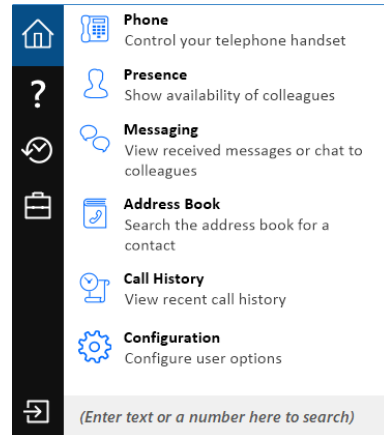 Phone
Control your telephone handset
Presence
Show availability of colleagues
Messaging
View received messages or chat to
colleagues
Address Book
Search the address book for a
contact
Call History
View recent call history
Configuration
Configure user options
(Enter text or a number here to search)